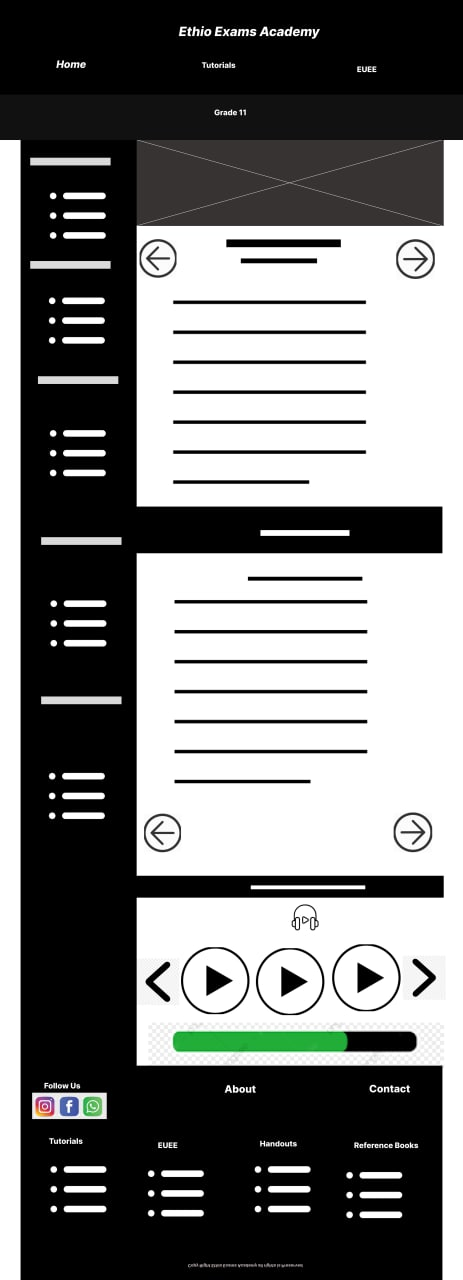 Ethio Exams Academy
Home
Tutorials
EUEE
Grade 11
Follow Us
About
Contact
Tutorials
EUEE
Handouts
Reference Books